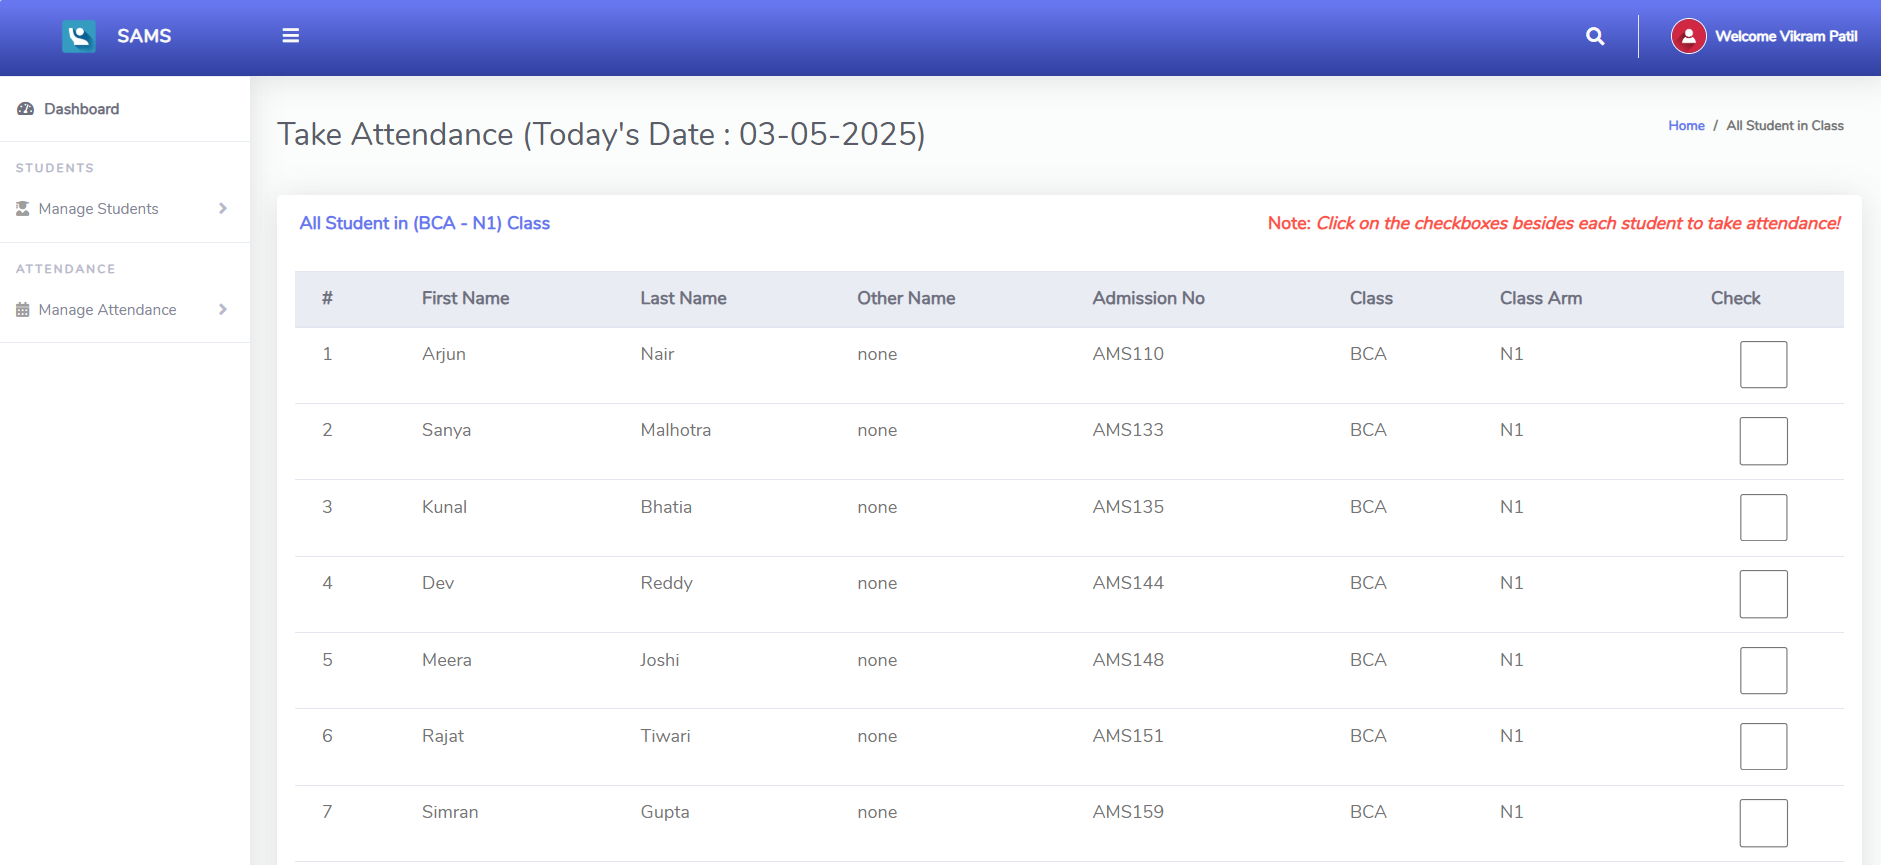 SAMS
Welcome Vikram Patil
Dashboard
STUDENTS
Manage Students
ATTENDANCE
Manage Attendance
Take Attendance (Today's Date : 03-05-2025)
Home / All Student in Class
All Student in (BCA - N1) Class
Note: Click on the checkboxes besides each student to take attendance!
# First Name Last Name Other Name Admission No Class Class Arm Check
1 Arjun Nair none AMS110 BCA N1
2 Sanya Malhotra none AMS133 BCA N1
3 Kunal Bhatia none AMS135 BCA N1
4 Dev Reddy none AMS144 BCA N1
5 Meera Joshi none AMS148 BCA N1
6 Rajat Tiwari none AMS151 BCA N1
7 Simran Gupta none AMS159 BCA N1